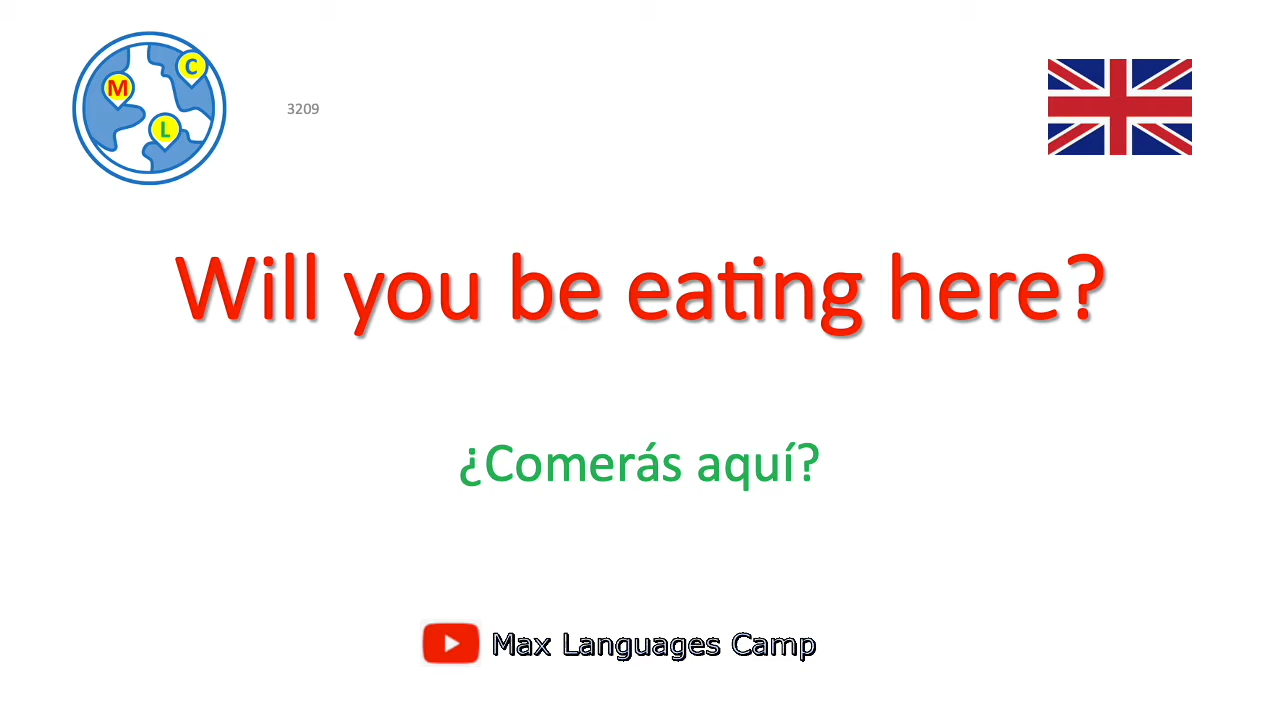 M
C
L
3209
Will you be eating here?
¿Comerás aquí?
Max Languages Camp